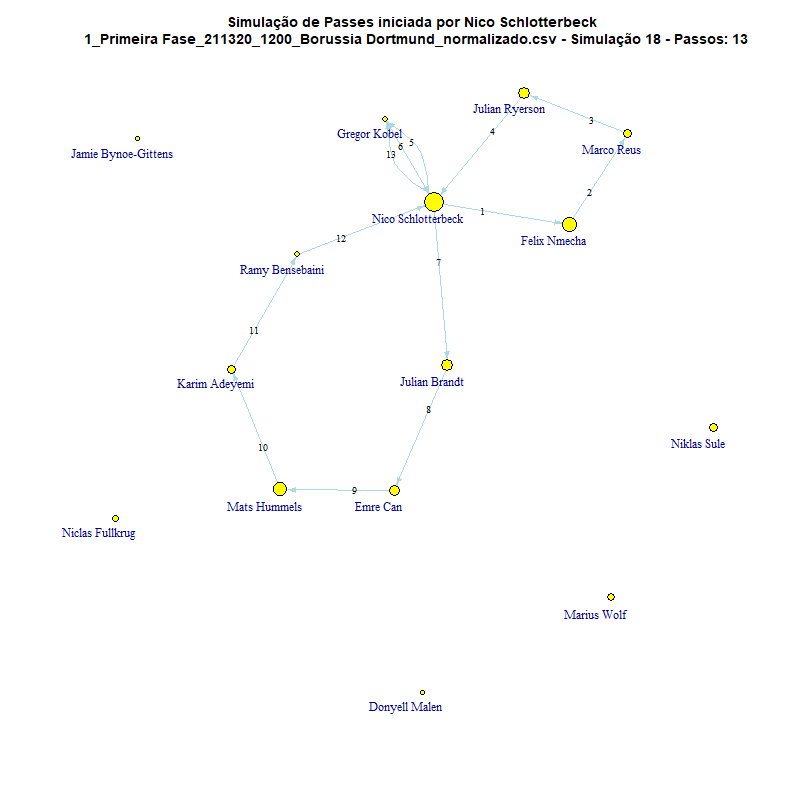 Simulação de Passes iniciada por Nico Schlotterbeck
1_Primeira Fase_211320_1200_Borussia Dortmund_normalizado.csv - Simulação 18 - Passos: 13
Julian Ryerson
3
Gregor Kobel
4
5
6
13
Marco Reus
Jamie Bynoe-Gittens
2
Nico Schlotterbeck
1
12
Felix Nmecha
7
Ramy Bensebaini
11
Karim Adeyemi
Julian Brandt
8
10
Niklas Sule
9
Mats Hummels
Emre Can
Niclas Fullkrug
Marius Wolf
Donyell Malen